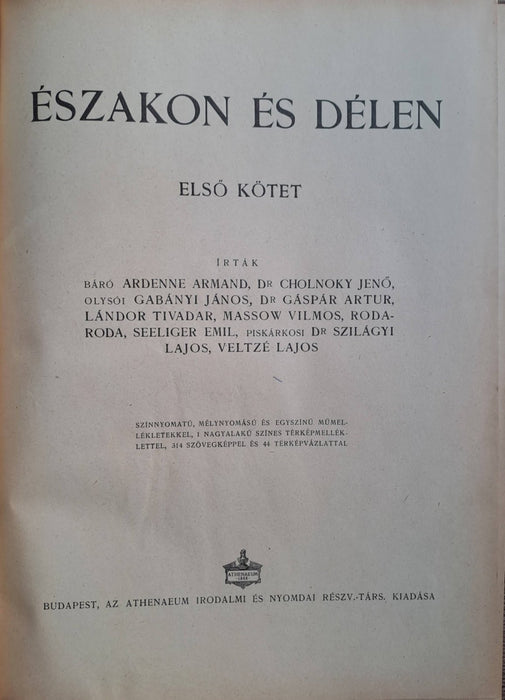 ÉSZAKON ÉS DÉLEN
ELSŐ KÖTET
ÍRTÁK
BÁRÓ ARDENNE ARMAND, DR CHOLNOKY JENŐ,
OLYSÓI GABÁNYI JÁNOS, DR GÁSPÁR ARTUR,
LÁNDOR TIVADAR, MASSOW VILMOS, RODA-
RODA, SEELIGER EMIL, PISKÁRKOSI DR SZILÁGYI
LAJOS, VELTZÉ LAJOS
SZÍNNYOMATÚ, MÉLYNYOMÁSÚ ÉS EGYSZÍNŰ MŰMEL-
LÉKLETEKKEL, 1 NAGYALAKÚ SZÍNES TÉRKÉPMELLÉK-
LETTEL, 314 SZÖVEGKÉPPEL ÉS 44 TÉRKÉPVÁZLATTAL
ATHENAEUM
BUDAPEST, AZ ATHENAEUM IRODALMI ÉS NYOMDAI RÉSZV.-TÁRS. KIADÁSA